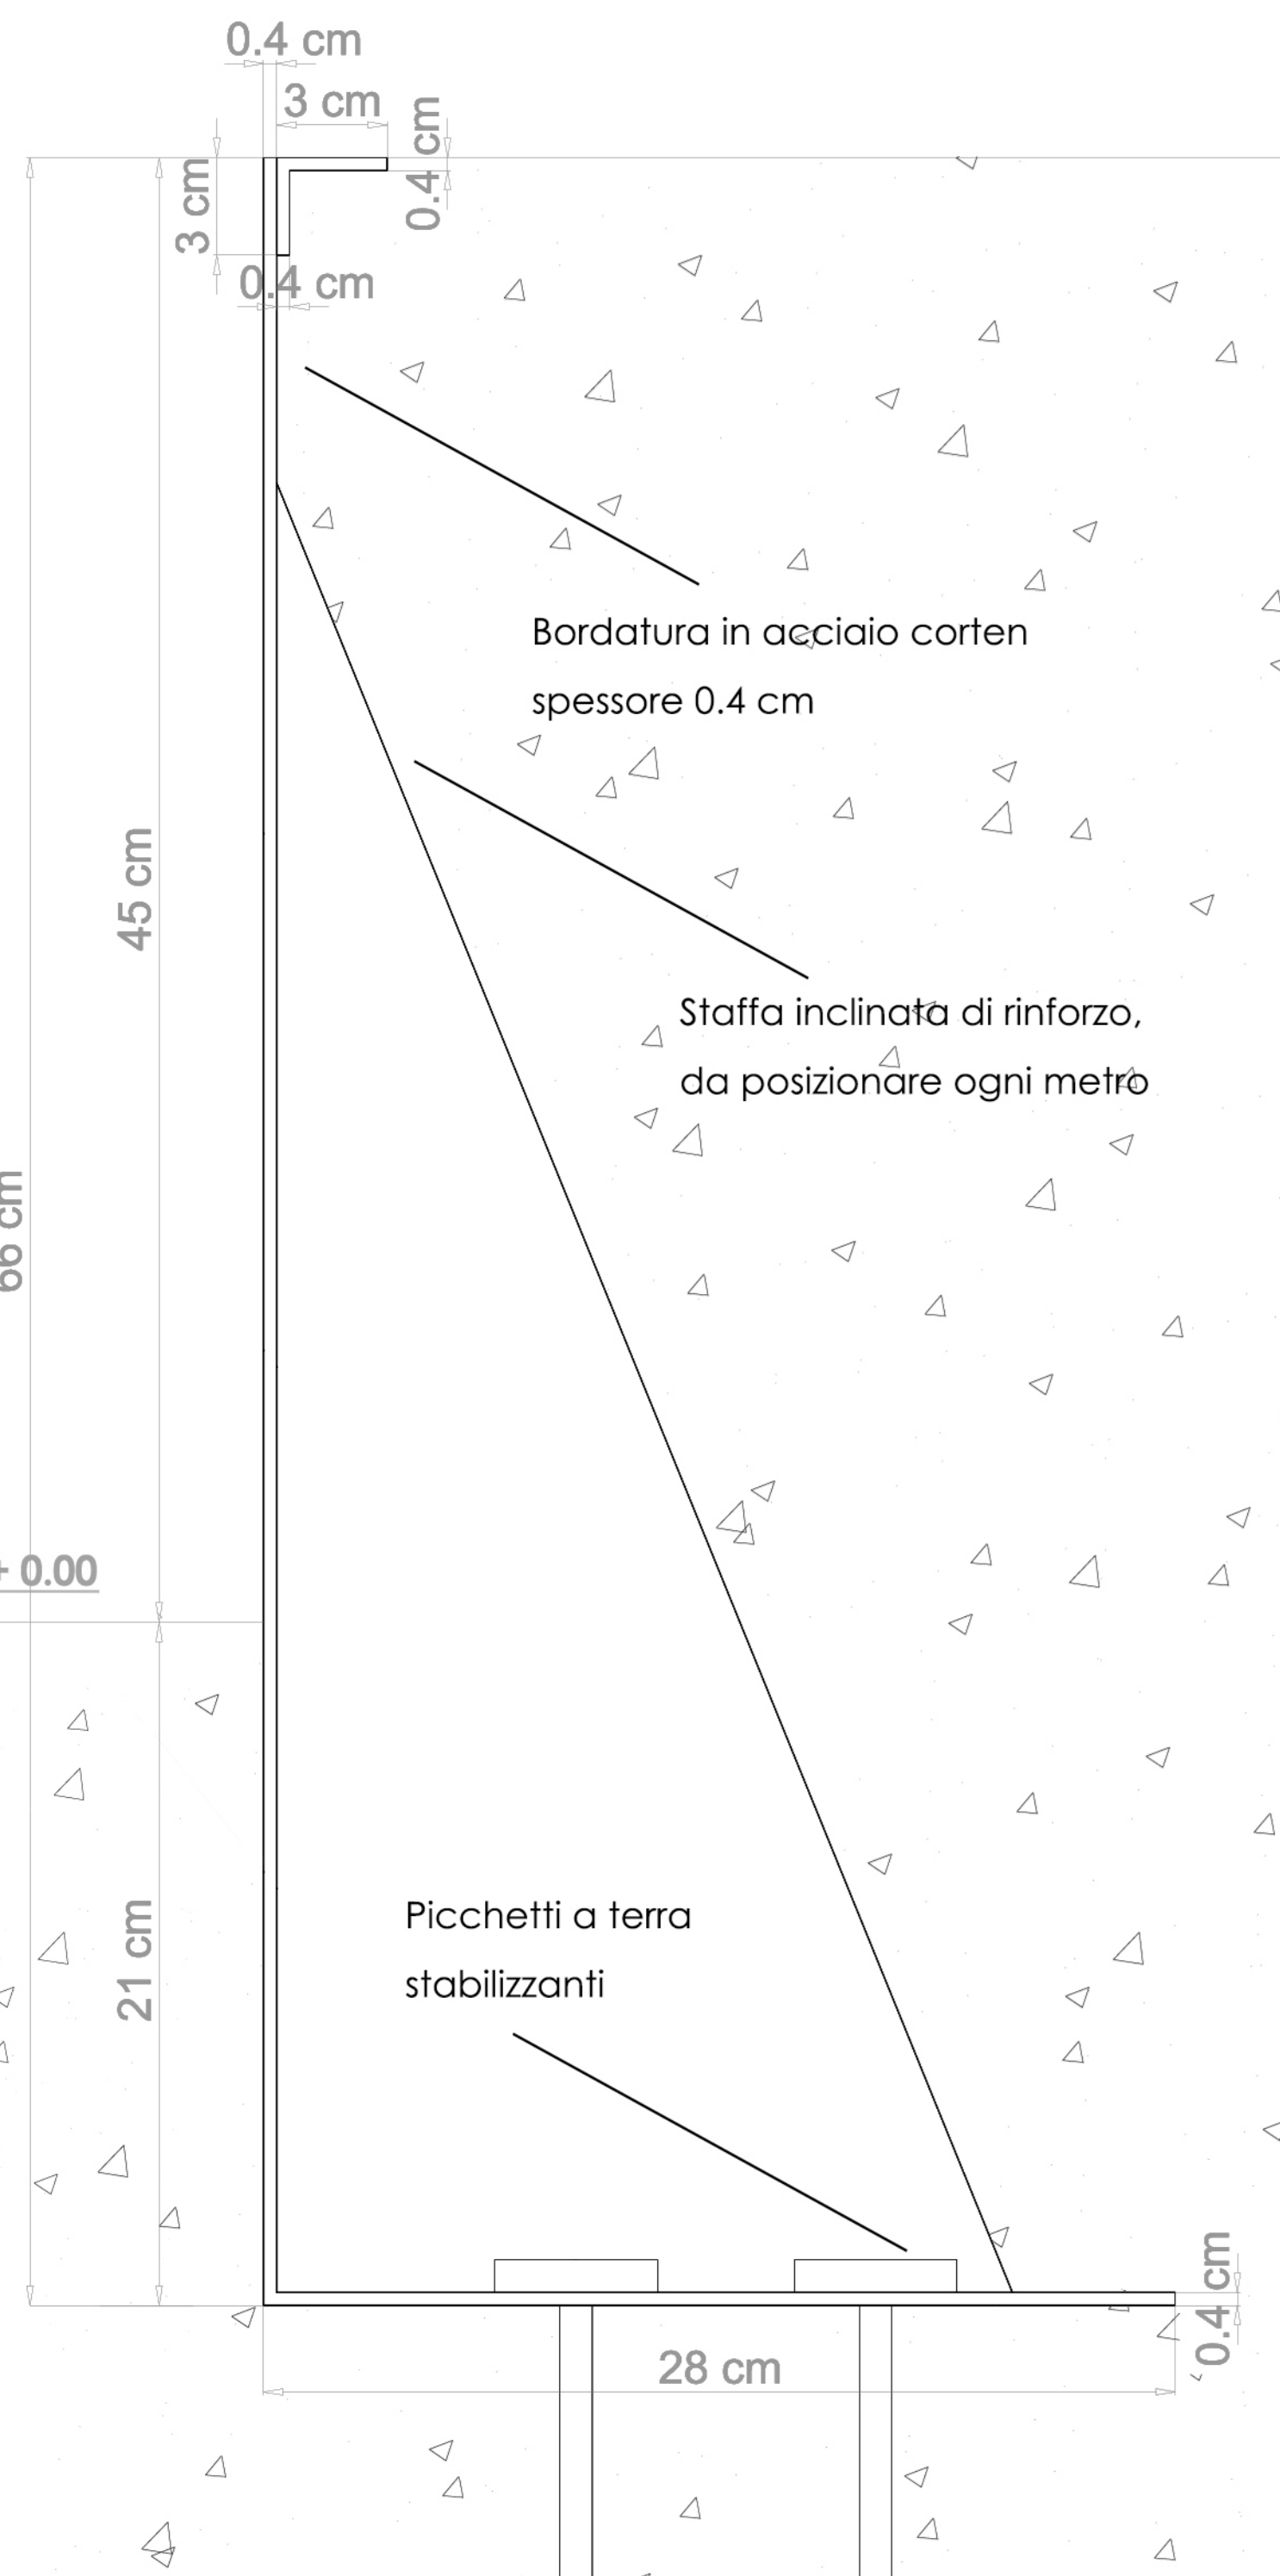 0.4 cm
3 cm
0.4 cm
3 cm
0.4 cm
Bordatura in acciaio corten
spessore 0.4 cm
45 cm
Staffa inclinata di rinforzo,
da posizionare ogni metro
66 cm
+ 0.00
Picchetti a terra
stabilizzanti
21 cm
0.4 cm
28 cm